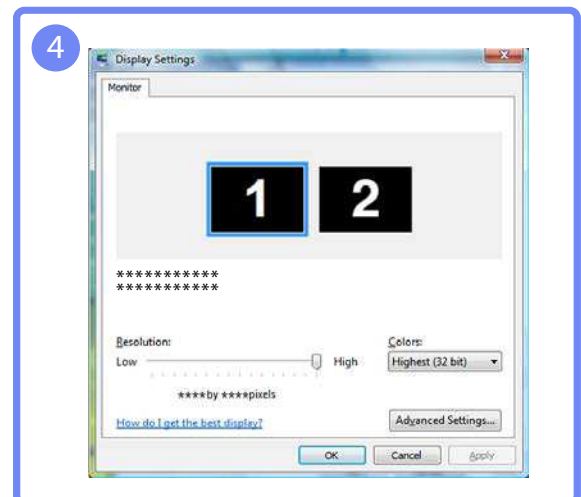 4
Display Settings
Monitor
1 2
***********
***********
Resolution: Colors:
Low High Highest (32 bit)
****by ****pixels
How do I get the best display? Advanced Settings...
OK Cancel Apply